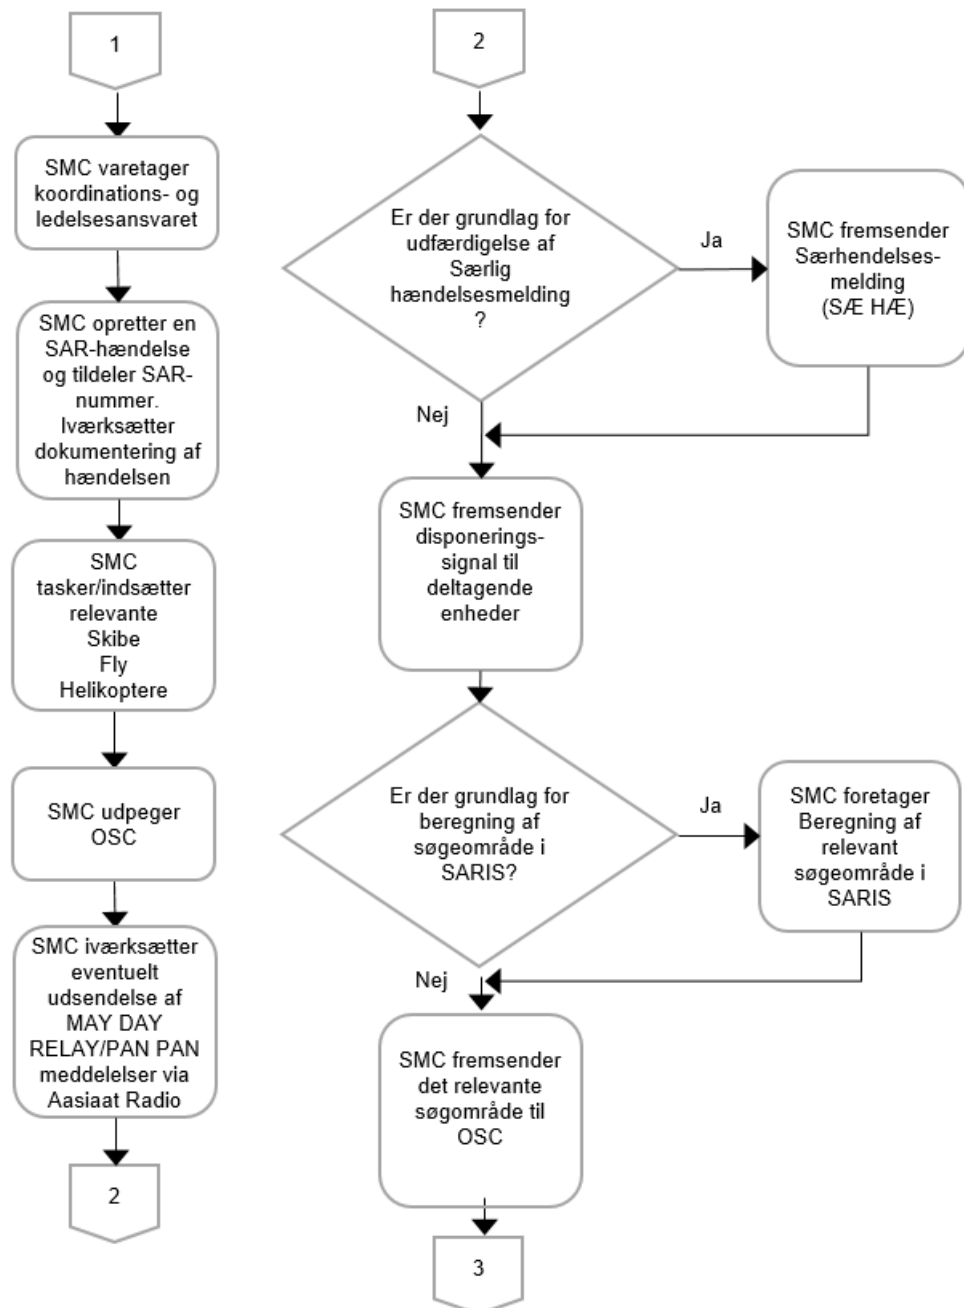 1
SMC varetager
koordinations- og
ledelsesansvaret
SMC opretter en
SAR-hændelse
og tildeler SAR-
nummer.
Iværksætter
dokumentering af
hændelsen
SMC
tasker/indsætter
relevante
Skibe
Fly
Helikoptere
SMC udpeger
OSC
SMC iværksætter
eventuelt
udsendelse af
MAY DAY
RELAY/PAN PAN
meddelelser via
Aasiaat Radio
2
2
Er der grundlag for
udfærdigelse af
Særlig
hændelsesmelding
?
Ja
SMC fremsender
Særhendelses-
melding
(SÆ HÆ)
Nej
SMC fremsender
disponerings-
signal til
deltagende
enheder
Er der grundlag for
beregning af
søgeområde i
SARIS?
Ja
SMC foretager
Beregning af
relevant
søgeområde i
SARIS
Nej
SMC fremsender
det relevante
søgområde til
OSC
3